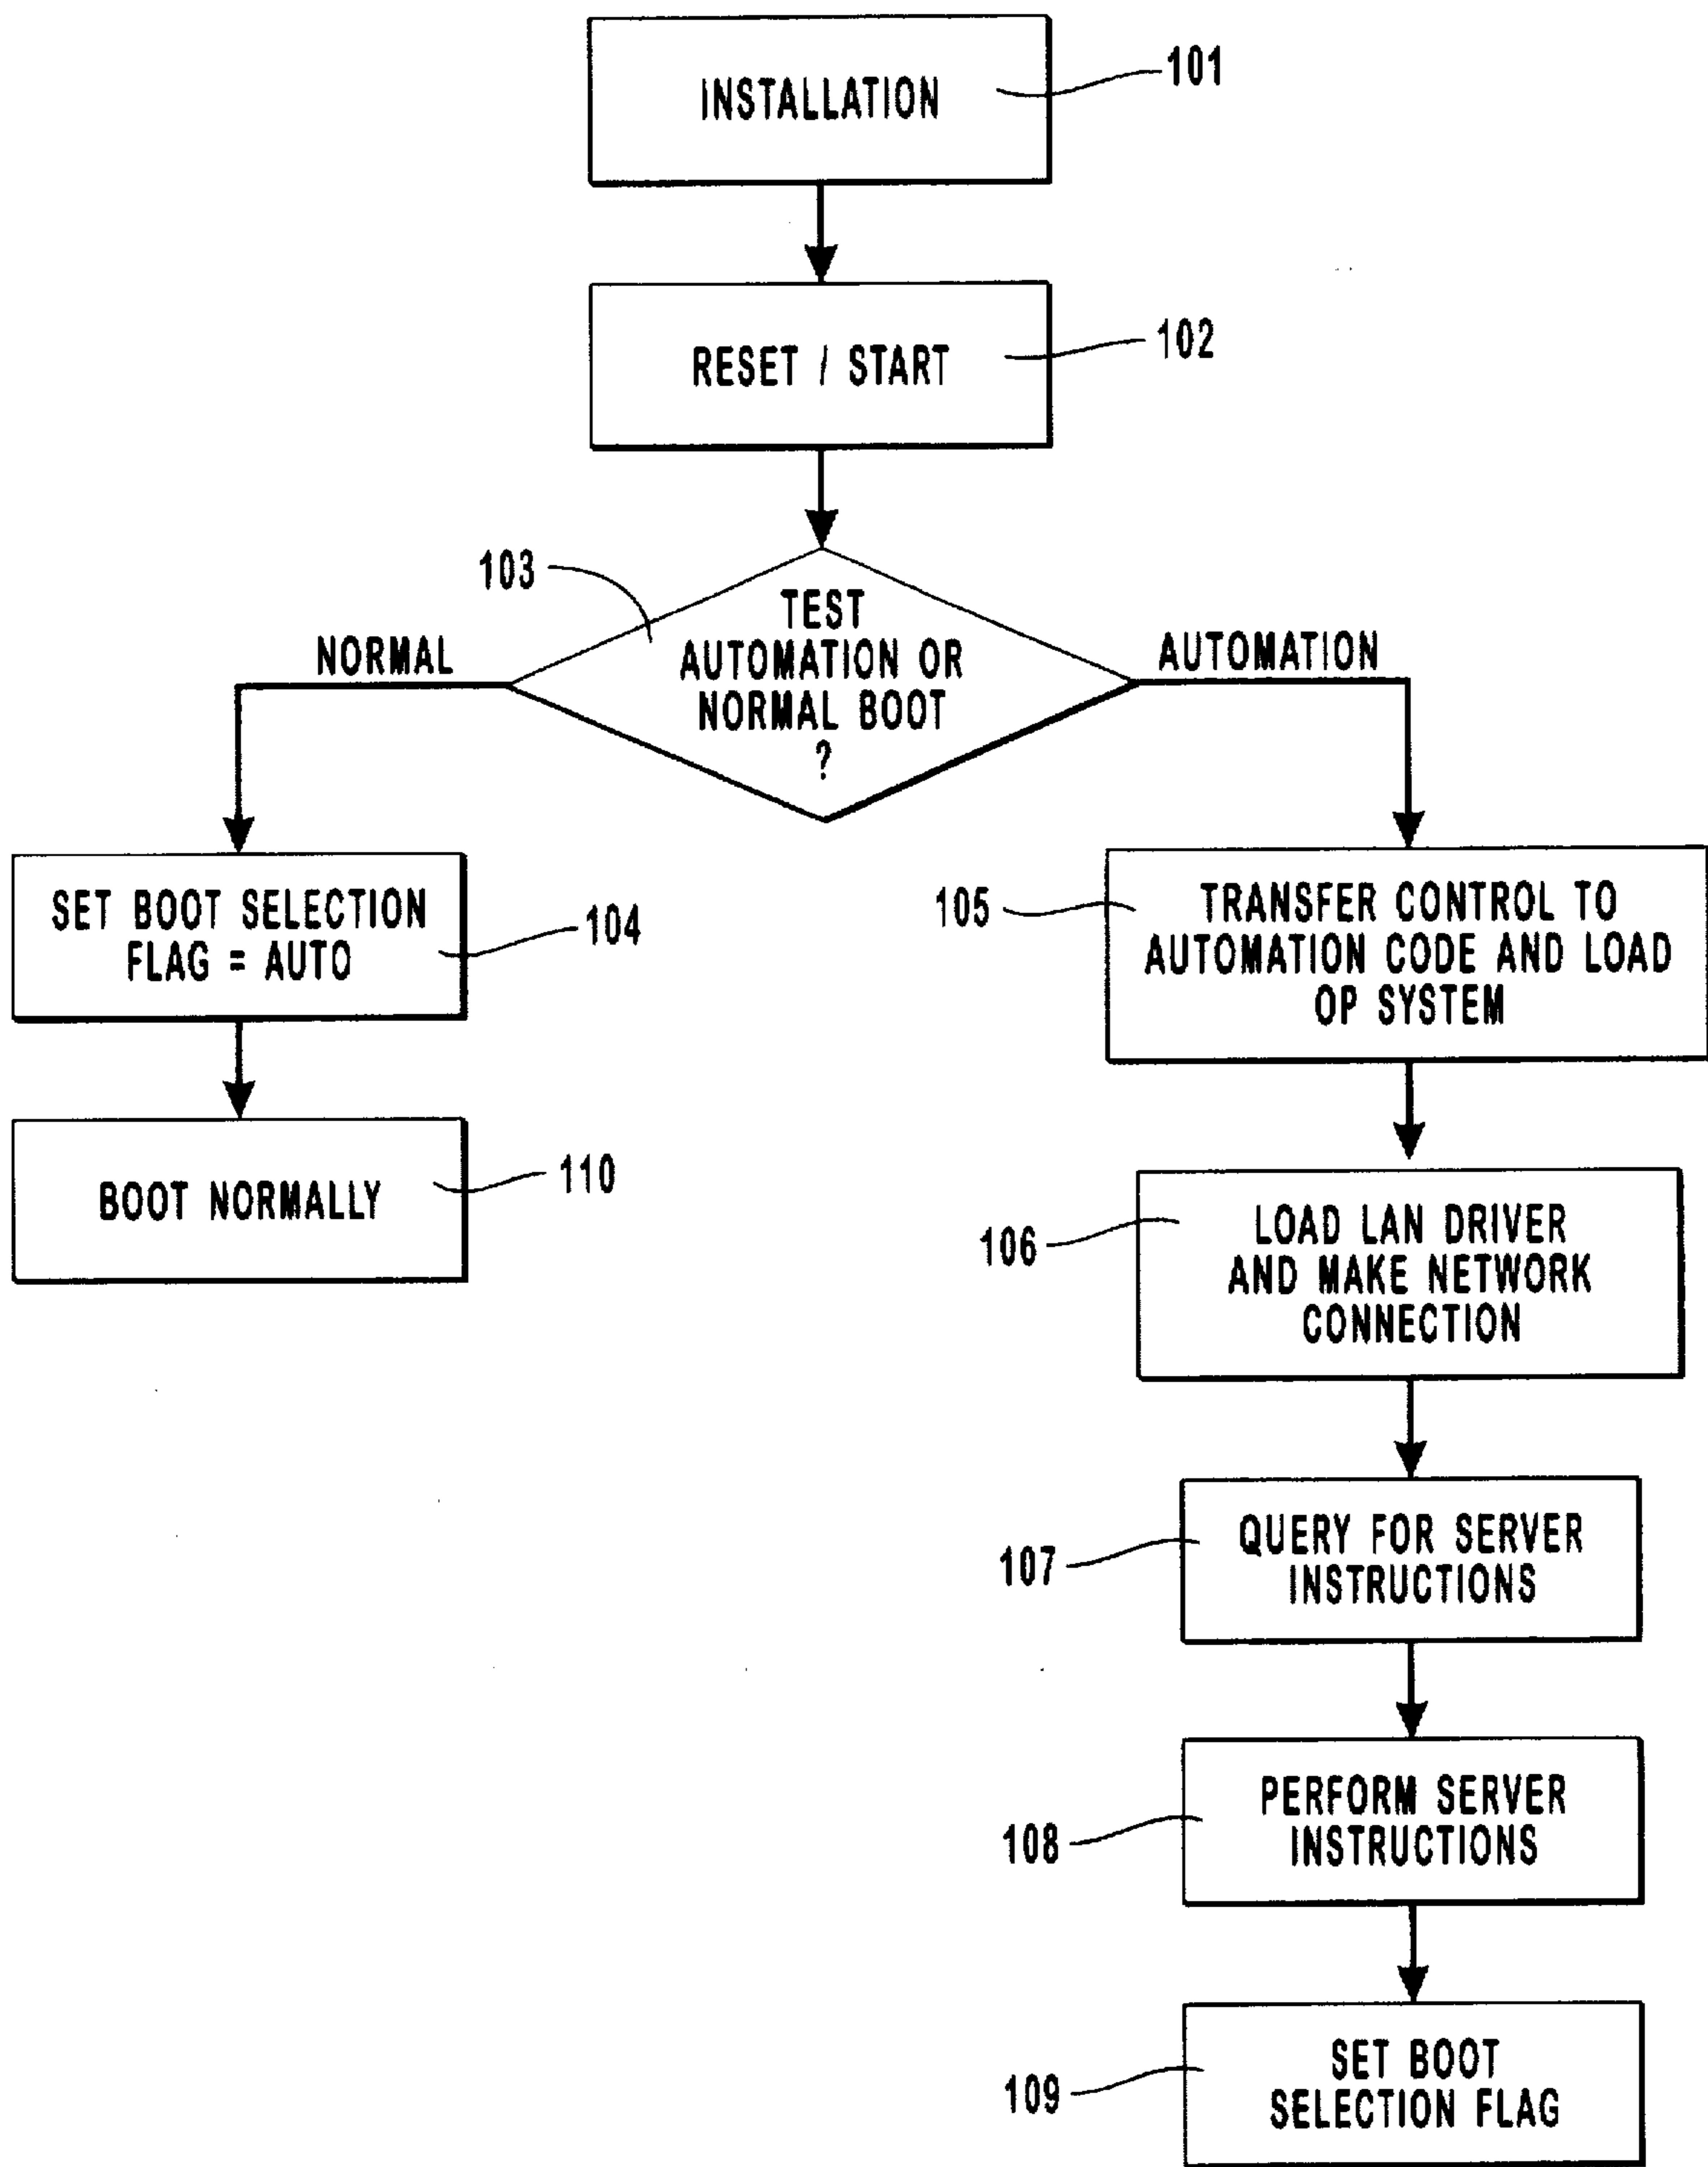 INSTALLATION
101
RESET / START
102
103
TEST
AUTOMATION OR
NORMAL BOOT
?
NORMAL
AUTOMATION
SET BOOT SELECTION
FLAG = AUTO
104
BOOT NORMALLY
110
105
TRANSFER CONTROL TO
AUTOMATION CODE AND LOAD
OP SYSTEM
106
LOAD LAN DRIVER
AND MAKE NETWORK
CONNECTION
107
QUERY FOR SERVER
INSTRUCTIONS
108
PERFORM SERVER
INSTRUCTIONS
109
SET BOOT
SELECTION FLAG